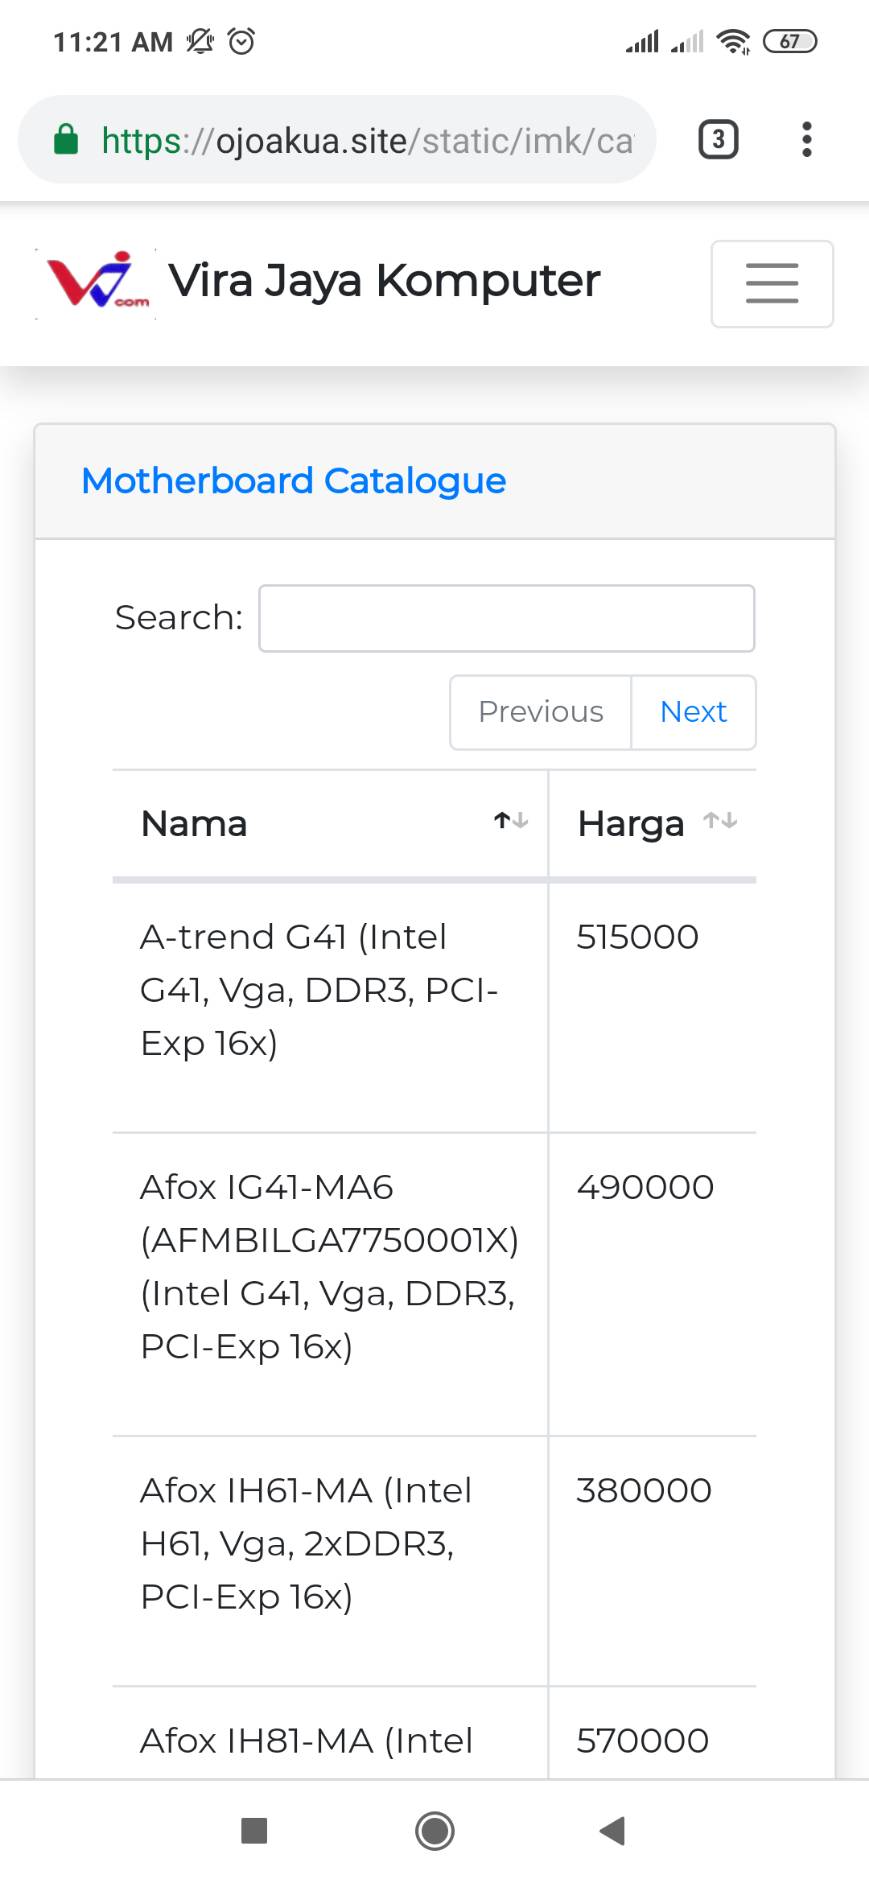 11:21 AM 67
https://ojoakua.site/static/imk/ca 3
VJ com Vira Jaya Komputer
Motherboard Catalogue
Search:
Previous Next
Nama Harga
A-trend G41 (Intel 515000
G41, Vga, DDR3, PCI-
Exp 16x)
Afox IG41-MA6 490000
(AFMBILGA7750001X)
(Intel G41, Vga, DDR3,
PCI-Exp 16x)
Afox IH61-MA (Intel 380000
H61, Vga, 2xDDR3,
PCI-Exp 16x)
Afox IH81-MA (Intel 570000